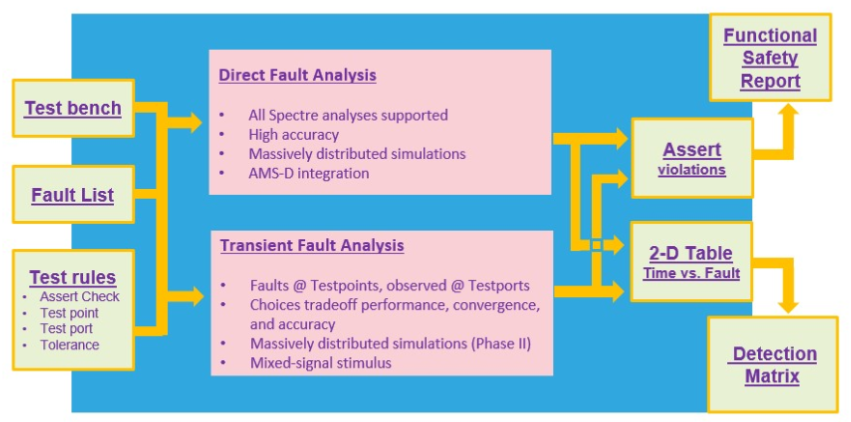 Test bench
Fault List
Test rules
• Assert Check
• Test point
• Test port
• Tolerance
Direct Fault Analysis
• All Spectre analyses supported
• High accuracy
• Massively distributed simulations
• AMS-D integration
Transient Fault Analysis
• Faults @ Testpoints, observed @ Testports
• Choices tradeoff performance, convergence,
and accuracy
• Massively distributed simulations (Phase II)
• Mixed-signal stimulus
Assert
violations
2-D Table
Time vs. Fault
Functional
Safety
Report
Detection
Matrix